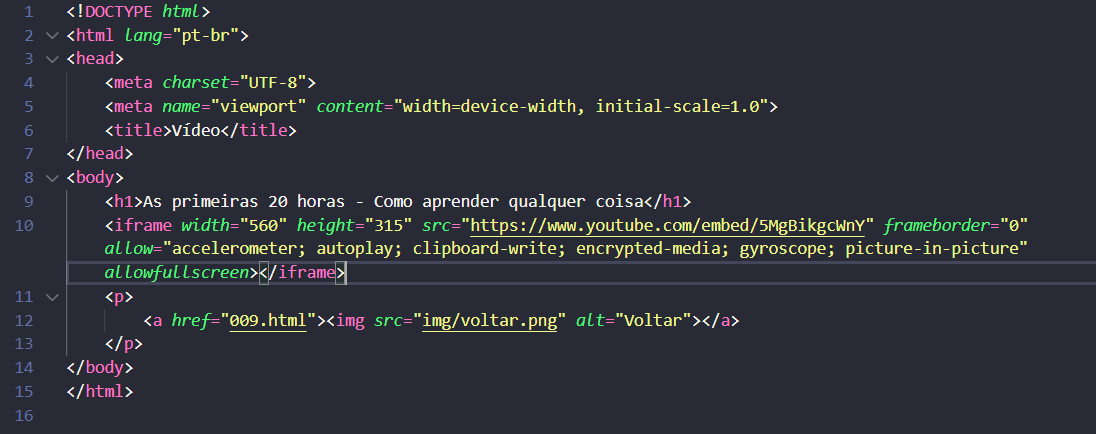 1 <!DOCTYPE html>
2 <html lang="pt-br">
3 <head>
4 <meta charset="UTF-8">
5 <meta name="viewport" content="width=device-width, initial-scale=1.0">
6 <title>Vídeo</title>
7 </head>
8 <body>
9 <h1>As primeiras 20 horas - Como aprender qualquer coisa</h1>
10 <iframe width="560" height="315" src="https://www.youtube.com/embed/5MgBikgcWnY" frameborder="0"
allow="accelerometer; autoplay; clipboard-write; encrypted-media; gyroscope; picture-in-picture"
allowfullscreen></iframe>
11 <p>
12 <a href="009.html"><img src="img/voltar.png" alt="Voltar"></a>
13 </p>
14 </body>
15 </html>
16